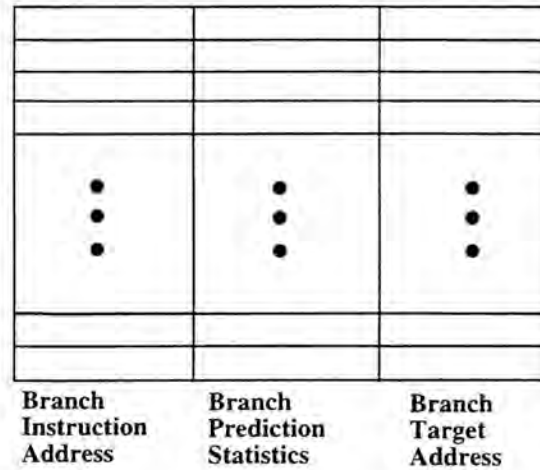 Branch Instruction Address
Branch Prediction Statistics
Branch Target Address